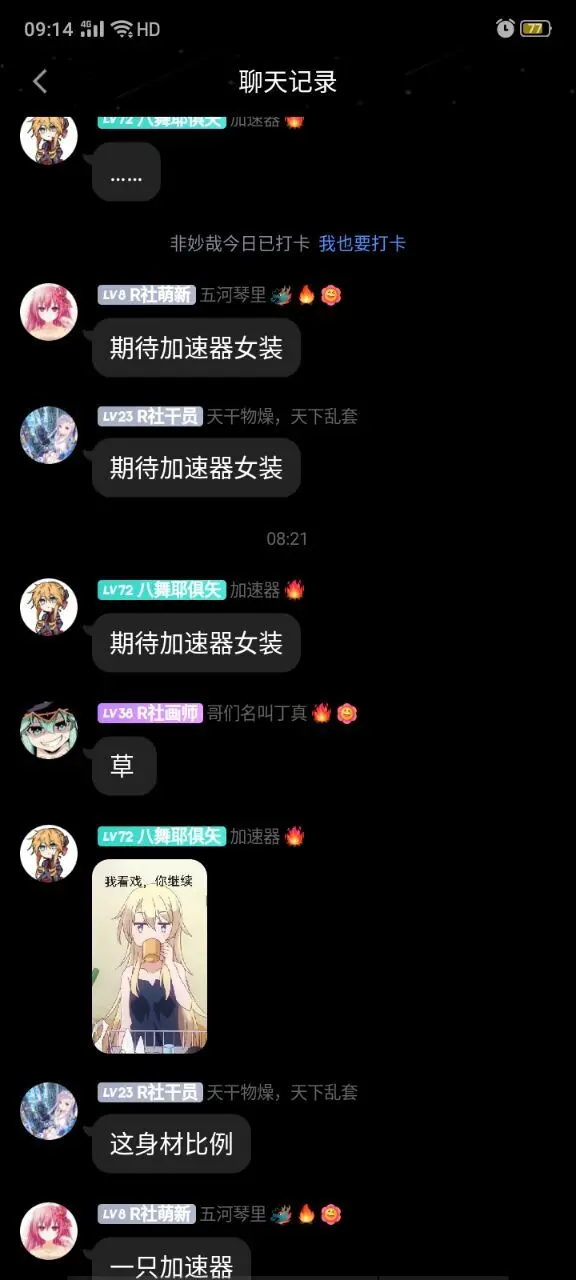 09:14 4G HD 77
聊天记录
LV72 八舞耶俱矢 加速器
……
非妙哉今日已打卡 我也要打卡
LV8 R社萌新 五河琴里
期待加速器女装
LV23 R社干员 天干物燥，天下乱套
期待加速器女装
08:21
LV72 八舞耶俱矢 加速器
期待加速器女装
LV38 R社画师 哥们名叫丁真
草
LV72 八舞耶俱矢 加速器
我看戏，你继续
LV23 R社干员 天干物燥，天下乱套
这身材比例
LV8 R社萌新 五河琴里
一只加速器